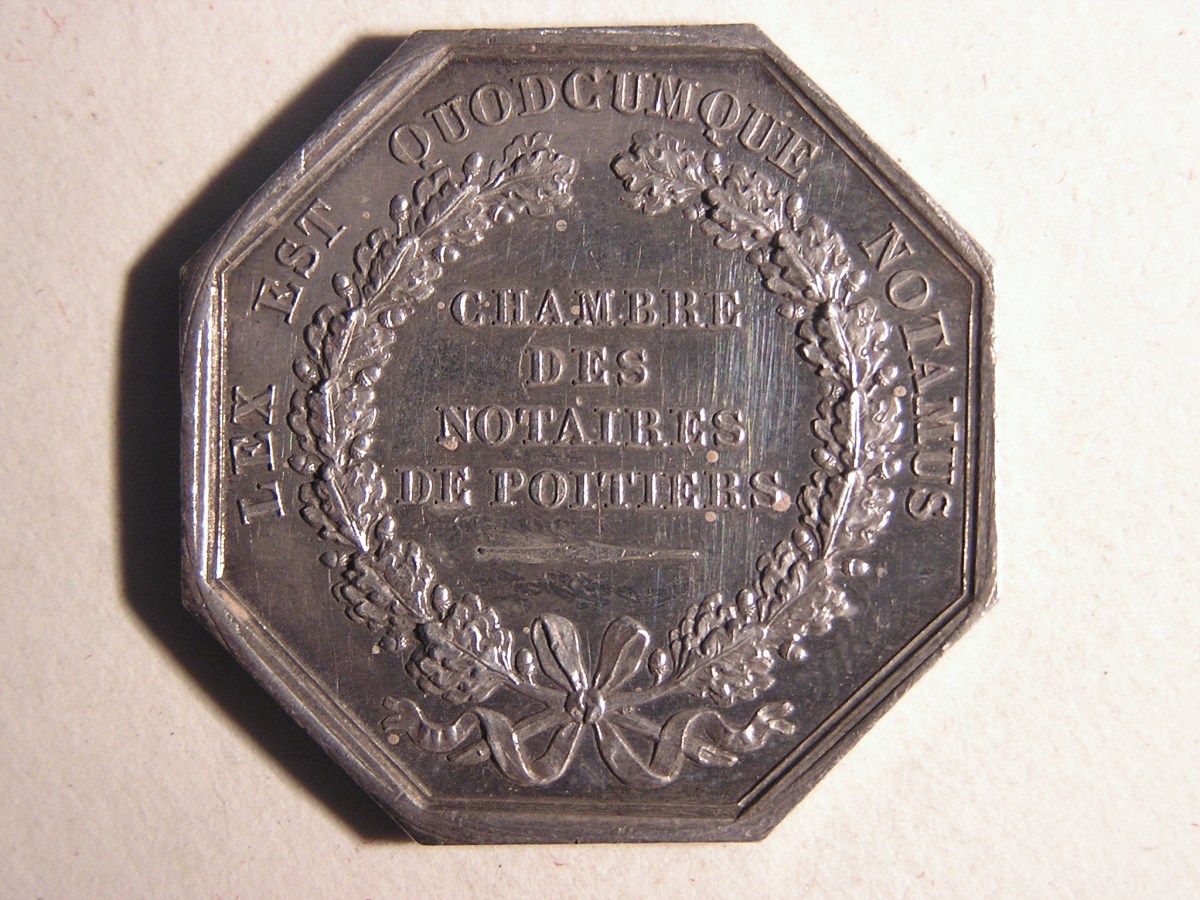 LEX EST QUODCUMQUE NOTAMUS
CHAMBRE
DES
NOTAIRES
DE POITIERS